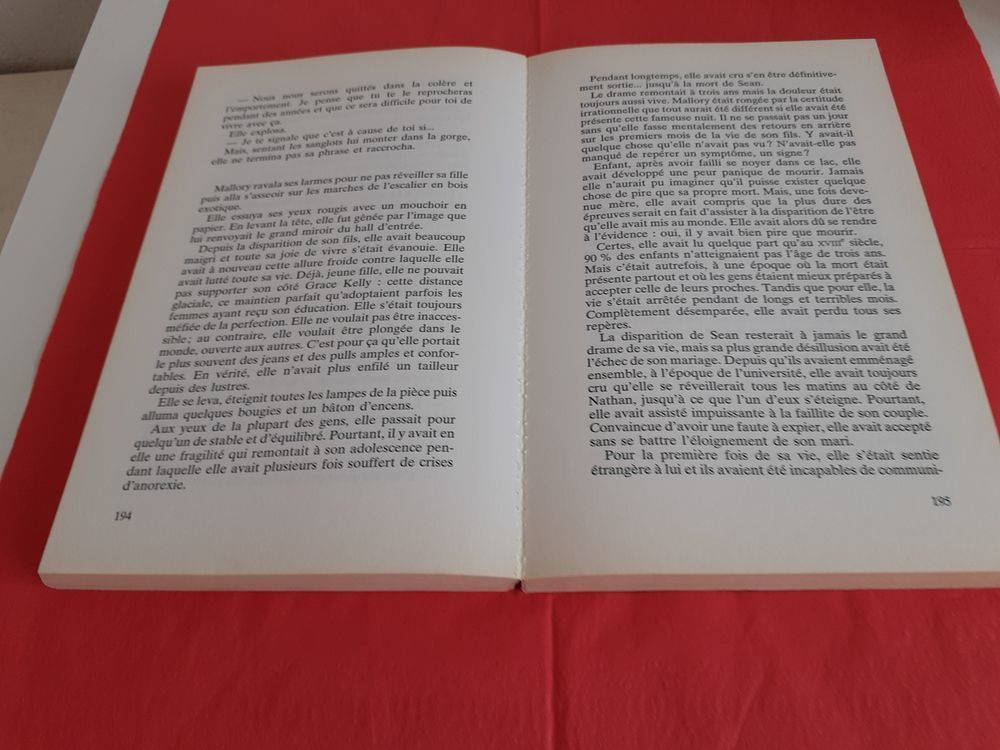 — Nous nous serons quittés dans la colère et
l'emportement. Je pense que tu te le reprocheras
pendant des années et que ce sera difficile pour toi de
vivre avec ça.
Elle explosa.
— Je te signale que c'est à cause de toi si...
Mais, sentant les sanglots lui monter dans la gorge,
elle ne termina pas sa phrase et raccrocha.
Mallory ravala ses larmes pour ne pas réveiller sa fille
puis alla s'asseoir sur les marches de l'escalier en bois
exotique.
Elle essuya ses yeux rougis avec un mouchoir en
papier. En levant la tête, elle fut gênée par l'image que
lui renvoyait le grand miroir du hall d'entrée.
Depuis la disparition de son fils, elle avait beaucoup
maigri et toute sa joie de vivre s'était évanouie. Elle
avait à nouveau cette allure froide contre laquelle elle
avait lutté toute sa vie. Déjà, jeune fille, elle ne pouvait
pas supporter son côté Grace Kelly : cette distance
glaciale, ce maintien parfait qu'adoptaient parfois les
femmes ayant reçu son éducation. Elle s'était toujours
méfiée de la perfection. Elle ne voulait pas être inacces-
sible ; au contraire, elle voulait être plongée dans le
monde, ouverte aux autres. C'est pour ça qu'elle portait
le plus souvent des jeans et des pulls amples et confor-
tables. En vérité, elle n'avait plus enfilé un tailleur
depuis des lustres.
Elle se leva, éteignit toutes les lampes de la pièce puis
alluma quelques bougies et un bâton d'encens.
Aux yeux de la plupart des gens, elle passait pour
quelqu'un de stable et d'équilibré. Pourtant, il y avait en
elle une fragilité qui remontait à son adolescence pen-
dant laquelle elle avait plusieurs fois souffert de crises
d'anorexie.
194
Pendant longtemps, elle avait cru s'en être définitive-
ment sortie... jusqu'à la mort de Sean.
Le drame remontait à trois ans mais la douleur était
toujours aussi vive. Mallory était rongée par la certitude
irrationnelle que tout aurait été différent si elle avait été
présente cette fameuse nuit. Il ne se passait pas un jour
sans qu'elle fasse mentalement des retours en arrière
sur les premiers mois de la vie de son fils. Y avait-il
quelque chose qu'elle n'avait pas vu ? N'avait-elle pas
manqué de repérer un symptôme, un signe ?
Enfant, après avoir failli se noyer dans ce lac, elle
avait développé une peur panique de mourir. Jamais
elle n'aurait pu imaginer qu'il puisse exister quelque
chose de pire que sa propre mort. Mais, une fois deve-
nue mère, elle avait compris que la plus dure des
épreuves serait en fait d'assister à la disparition de l'être
qu'elle avait mis au monde. Elle avait alors dû se rendre
à l'évidence : oui, il y avait bien pire que mourir.
Certes, elle avait lu quelque part qu'au XVIIIe siècle,
90 % des enfants n'atteignaient pas l'âge de trois ans.
Mais c'était autrefois, à une époque où la mort était
présente partout et où les gens étaient mieux préparés à
accepter celle de leurs proches. Tandis que pour elle, la
vie s'était arrêtée pendant de longs et terribles mois.
Complètement désemparée, elle avait perdu tous ses
repères.
La disparition de Sean resterait à jamais le grand
drame de sa vie, mais sa plus grande désillusion avait été
l'échec de son mariage. Depuis qu'ils avaient emménagé
ensemble, à l'époque de l'université, elle avait toujours
cru qu'elle se réveillerait tous les matins au côté de
Nathan, jusqu'à ce que l'un d'eux s'éteigne. Pourtant,
elle avait assisté impuissante à la faillite de son couple.
Convaincue d'avoir une faute à expier, elle avait accepté
sans se battre l'éloignement de son mari.
Pour la première fois de sa vie, elle s'était sentie
étrangère à lui et ils avaient été incapables de communi-
195